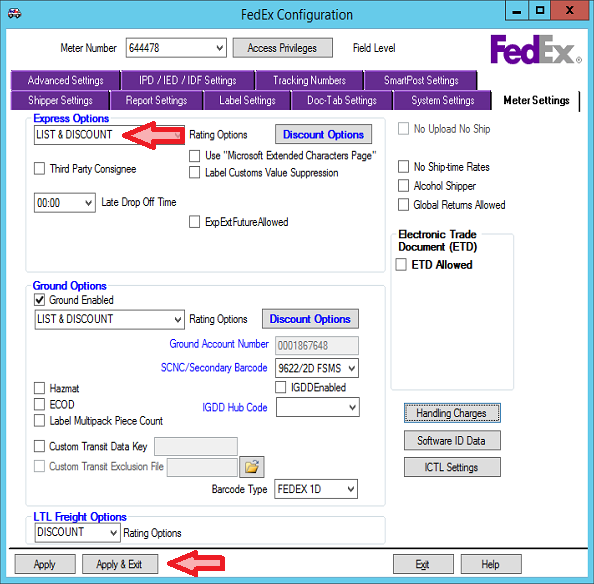 FedEx Configuration
Meter Number 644478 Access Privileges Field Level
FedEx®
Advanced Settings IPD / IED / IDF Settings Tracking Numbers SmartPost Settings
Shipper Settings Report Settings Label Settings Doc-Tab Settings System Settings Meter Settings
Express Options
LIST & DISCOUNT Rating Options Discount Options
Use "Microsoft Extended Characters Page"
Third Party Consignee Label Customs Value Suppression
00:00 Late Drop Off Time
ExpExtFutureAllowed
No Upload No Ship
No Ship-time Rates
Alcohol Shipper
Global Returns Allowed
Electronic Trade
Document (ETD)
ETD Allowed
Ground Options
Ground Enabled
LIST & DISCOUNT Rating Options Discount Options
Ground Account Number 0001867648
SCNC/Secondary Barcode 9622/2D FSMS
Hazmat IGDDEnabled
ECOD IGDD Hub Code
Label Multipack Piece Count
Custom Transit Data Key
Custom Transit Exclusion File
Barcode Type FEDEX 1D
Handling Charges
Software ID Data
ICTL Settings
LTL Freight Options
DISCOUNT Rating Options
Apply Apply & Exit Exit Help